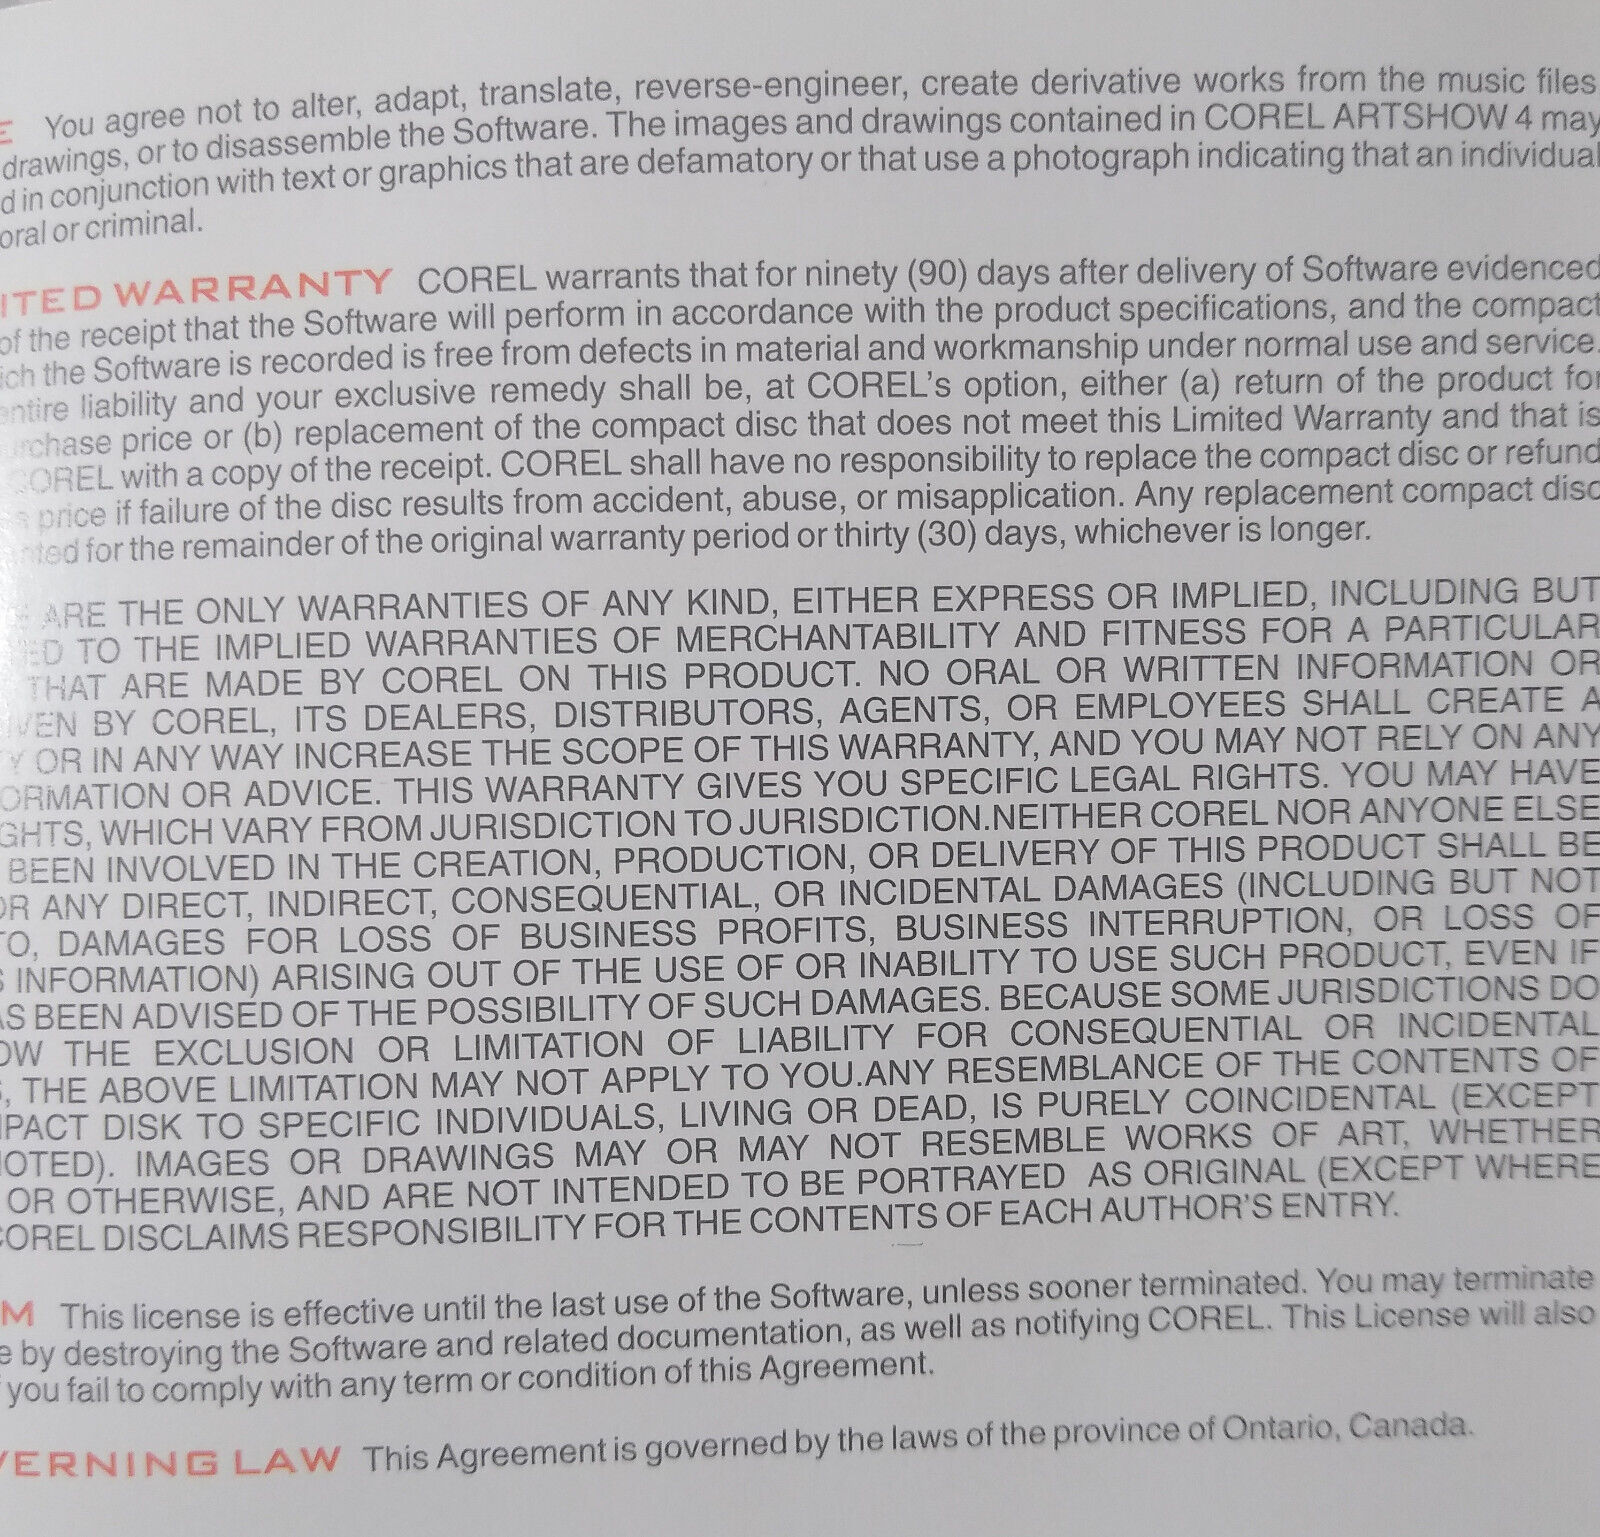 E You agree not to alter, adapt, translate, reverse-engineer, create derivative works from the music files
drawings, or to disassemble the Software. The images and drawings contained in COREL ARTSHOW 4 may
d in conjunction with text or graphics that are defamatory or that use a photograph indicating that an individual
oral or criminal.
ITED WARRANTY COREL warrants that for ninety (90) days after delivery of Software evidenced
of the receipt that the Software will perform in accordance with the product specifications, and the compact
ich the Software is recorded is free from defects in material and workmanship under normal use and service.
entire liability and your exclusive remedy shall be, at COREL's option, either (a) return of the product for
urchase price or (b) replacement of the compact disc that does not meet this Limited Warranty and that is
COREL with a copy of the receipt. COREL shall have no responsibility to replace the compact disc or refund
price if failure of the disc results from accident, abuse, or misapplication. Any replacement compact disc
nted for the remainder of the original warranty period or thirty (30) days, whichever is longer.
E ARE THE ONLY WARRANTIES OF ANY KIND, EITHER EXPRESS OR IMPLIED, INCLUDING BUT
ED TO THE IMPLIED WARRANTIES OF MERCHANTABILITY AND FITNESS FOR A PARTICULAR
THAT ARE MADE BY COREL ON THIS PRODUCT. NO ORAL OR WRITTEN INFORMATION OR
IVEN BY COREL, ITS DEALERS, DISTRIBUTORS, AGENTS, OR EMPLOYEES SHALL CREATE A
Y OR IN ANY WAY INCREASE THE SCOPE OF THIS WARRANTY, AND YOU MAY NOT RELY ON ANY
ORMATION OR ADVICE. THIS WARRANTY GIVES YOU SPECIFIC LEGAL RIGHTS. YOU MAY HAVE
GHTS, WHICH VARY FROM JURISDICTION TO JURISDICTION.NEITHER COREL NOR ANYONE ELSE
BEEN INVOLVED IN THE CREATION, PRODUCTION, OR DELIVERY OF THIS PRODUCT SHALL BE
OR ANY DIRECT, INDIRECT, CONSEQUENTIAL, OR INCIDENTAL DAMAGES (INCLUDING BUT NOT
TO, DAMAGES FOR LOSS OF BUSINESS PROFITS, BUSINESS INTERRUPTION, OR LOSS OF
S INFORMATION) ARISING OUT OF THE USE OF OR INABILITY TO USE SUCH PRODUCT, EVEN IF
AS BEEN ADVISED OF THE POSSIBILITY OF SUCH DAMAGES. BECAUSE SOME JURISDICTIONS DO
OW THE EXCLUSION OR LIMITATION OF LIABILITY FOR CONSEQUENTIAL OR INCIDENTAL
S, THE ABOVE LIMITATION MAY NOT APPLY TO YOU.ANY RESEMBLANCE OF THE CONTENTS OF
MPACT DISK TO SPECIFIC INDIVIDUALS, LIVING OR DEAD, IS PURELY COINCIDENTAL (EXCEPT
NOTED). IMAGES OR DRAWINGS MAY OR MAY NOT RESEMBLE WORKS OF ART, WHETHER
OR OTHERWISE, AND ARE NOT INTENDED TO BE PORTRAYED AS ORIGINAL (EXCEPT WHERE
COREL DISCLAIMS RESPONSIBILITY FOR THE CONTENTS OF EACH AUTHOR'S ENTRY.
M This license is effective until the last use of the Software, unless sooner terminated. You may terminate
e by destroying the Software and related documentation, as well as notifying COREL. This License will also
you fail to comply with any term or condition of this Agreement.
VERNING LAW This Agreement is governed by the laws of the province of Ontario, Canada.